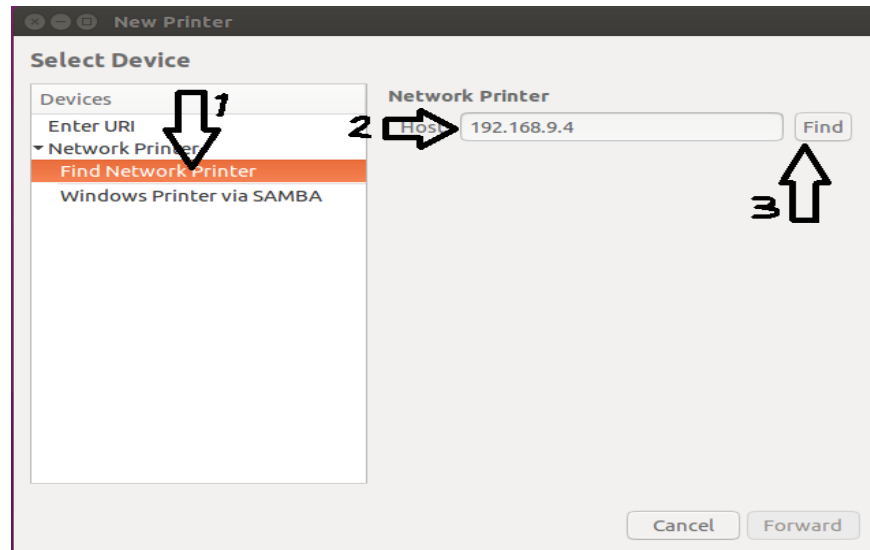 New Printer
Select Device
Devices
Enter URI
Network Printer
Find Network Printer
Windows Printer via SAMBA
1
Network Printer
2
Host
192.168.9.4
Find
3
Cancel
Forward